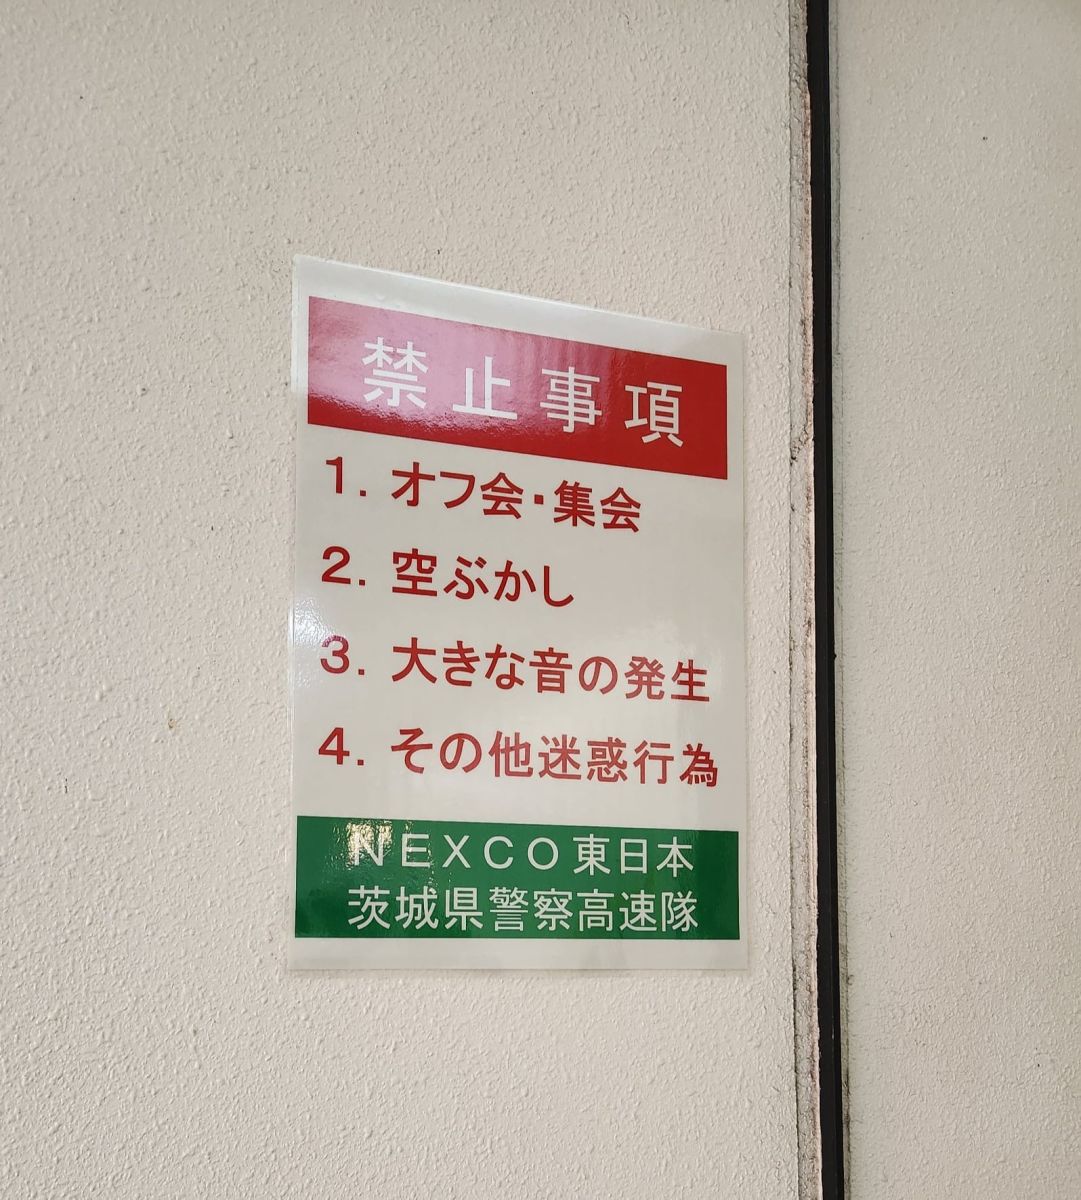 禁止事項
1. オフ会・集会
2. 空ぶかし
3. 大きな音の発生
4. その他迷惑行為
NEXCO東日本
茨城県警察高速隊